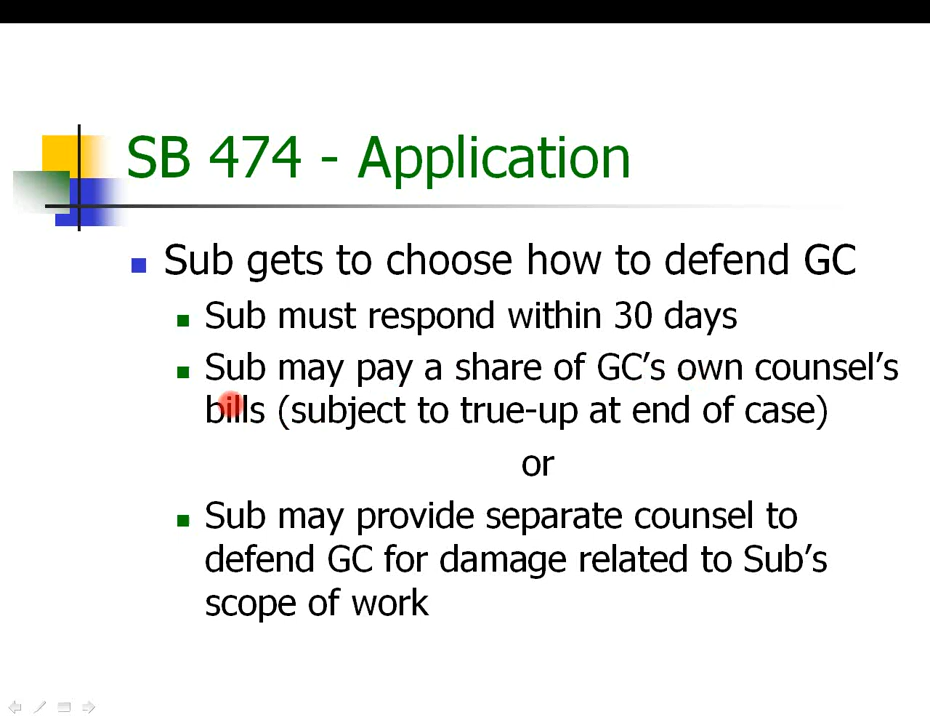 SB 474 - Application
Sub gets to choose how to defend GC
Sub must respond within 30 days
Sub may pay a share of GC’s own counsel’s
bills (subject to true-up at end of case)
or
Sub may provide separate counsel to
defend GC for damage related to Sub’s
scope of work